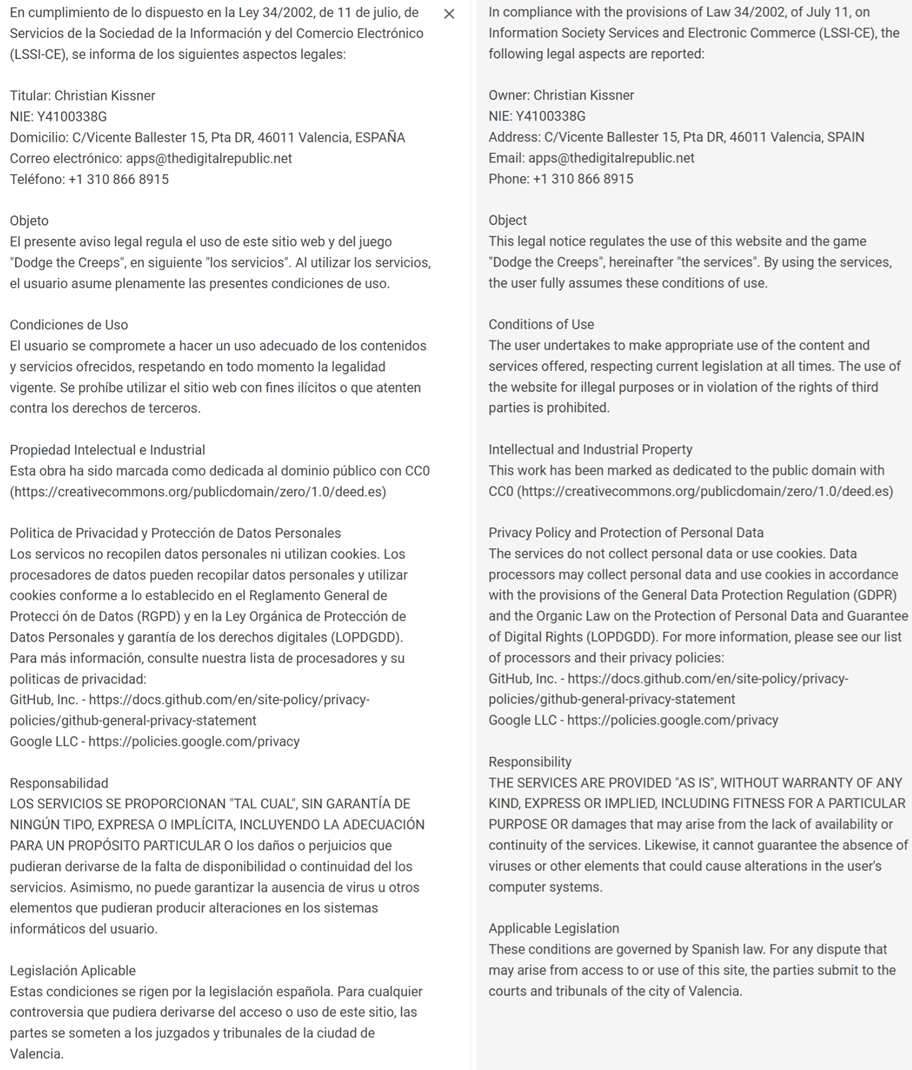 En cumplimiento de lo dispuesto en la Ley 34/2002, de 11 de julio, de
Servicios de la Sociedad de la Información y del Comercio Electrónico
(LSSI-CE), se informa de los siguientes aspectos legales:
Titular: Christian Kissner
NIE: Y4100338G
Domicilio: C/Vicente Ballester 15, Pta DR, 46011 Valencia, ESPAÑA
Correo electrónico: apps@thedigitalrepublic.net
Teléfono: +1 310 866 8915
Objeto
El presente aviso legal regula el uso de este sitio web y del juego
"Dodge the Creeps", en siguiente "los servicios". Al utilizar los servicios,
el usuario asume plenamente las presentes condiciones de uso.
Condiciones de Uso
El usuario se compromete a hacer un uso adecuado de los contenidos
y servicios ofrecidos, respetando en todo momento la legalidad
vigente. Se prohíbe utilizar el sitio web con fines ilícitos o que atenten
contra los derechos de terceros.
Propiedad Intelectual e Industrial
Esta obra ha sido marcada como dedicada al dominio público con CC0
(https://creativecommons.org/publicdomain/zero/1.0/deed.es)
Politica de Privacidad y Protección de Datos Personales
Los servicos no recopilen datos personales ni utilizan cookies. Los
procesadores de datos pueden recopilar datos personales y utilizar
cookies conforme a lo establecido en el Reglamento General de
Protecci ón de Datos (RGPD) y en la Ley Orgánica de Protección de
Datos Personales y garantía de los derechos digitales (LOPDGDD).
Para más información, consulte nuestra lista de procesadores y su
politicas de privacidad:
GitHub, Inc. - https://docs.github.com/en/site-policy/privacy-
policies/github-general-privacy-statement
Google LLC - https://policies.google.com/privacy
Responsabilidad
LOS SERVICIOS SE PROPORCIONAN "TAL CUAL", SIN GARANTÍA DE
NINGÚN TIPO, EXPRESA O IMPLÍCITA, INCLUYENDO LA ADECUACIÓN
PARA UN PROPÓSITO PARTICULAR O los daños o perjuicios que
pudieran derivarse de la falta de disponibilidad o continuidad del los
servicios. Asimismo, no puede garantizar la ausencia de virus u otros
elementos que pudieran producir alteraciones en los sistemas
informáticos del usuario.
Legislación Aplicable
Estas condiciones se rigen por la legislación española. Para cualquier
controversia que pudiera derivarse del acceso o uso de este sitio, las
partes se someten a los juzgados y tribunales de la ciudad de
Valencia.
In compliance with the provisions of Law 34/2002, of July 11, on
Information Society Services and Electronic Commerce (LSSI-CE), the
following legal aspects are reported:
Owner: Christian Kissner
NIE: Y4100338G
Address: C/Vicente Ballester 15, Pta DR, 46011 Valencia, SPAIN
Email: apps@thedigitalrepublic.net
Phone: +1 310 866 8915
Object
This legal notice regulates the use of this website and the game
"Dodge the Creeps", hereinafter "the services". By using the services,
the user fully assumes these conditions of use.
Conditions of Use
The user undertakes to make appropriate use of the content and
services offered, respecting current legislation at all times. The use of
the website for illegal purposes or in violation of the rights of third
parties is prohibited.
Intellectual and Industrial Property
This work has been marked as dedicated to the public domain with
CC0 (https://creativecommons.org/publicdomain/zero/1.0/deed.es)
Privacy Policy and Protection of Personal Data
The services do not collect personal data or use cookies. Data
processors may collect personal data and use cookies in accordance
with the provisions of the General Data Protection Regulation (GDPR)
and the Organic Law on the Protection of Personal Data and Guarantee
of Digital Rights (LOPDGDD). For more information, please see our list
of processors and their privacy policies:
GitHub, Inc. - https://docs.github.com/en/site-policy/privacy-
policies/github-general-privacy-statement
Google LLC - https://policies.google.com/privacy
Responsibility
THE SERVICES ARE PROVIDED "AS IS", WITHOUT WARRANTY OF ANY
KIND, EXPRESS OR IMPLIED, INCLUDING FITNESS FOR A PARTICULAR
PURPOSE OR damages that may arise from the lack of availability or
continuity of the services. Likewise, it cannot guarantee the absence of
viruses or other elements that could cause alterations in the user's
computer systems.
Applicable Legislation
These conditions are governed by Spanish law. For any dispute that
may arise from access to or use of this site, the parties submit to the
courts and tribunals of the city of Valencia.